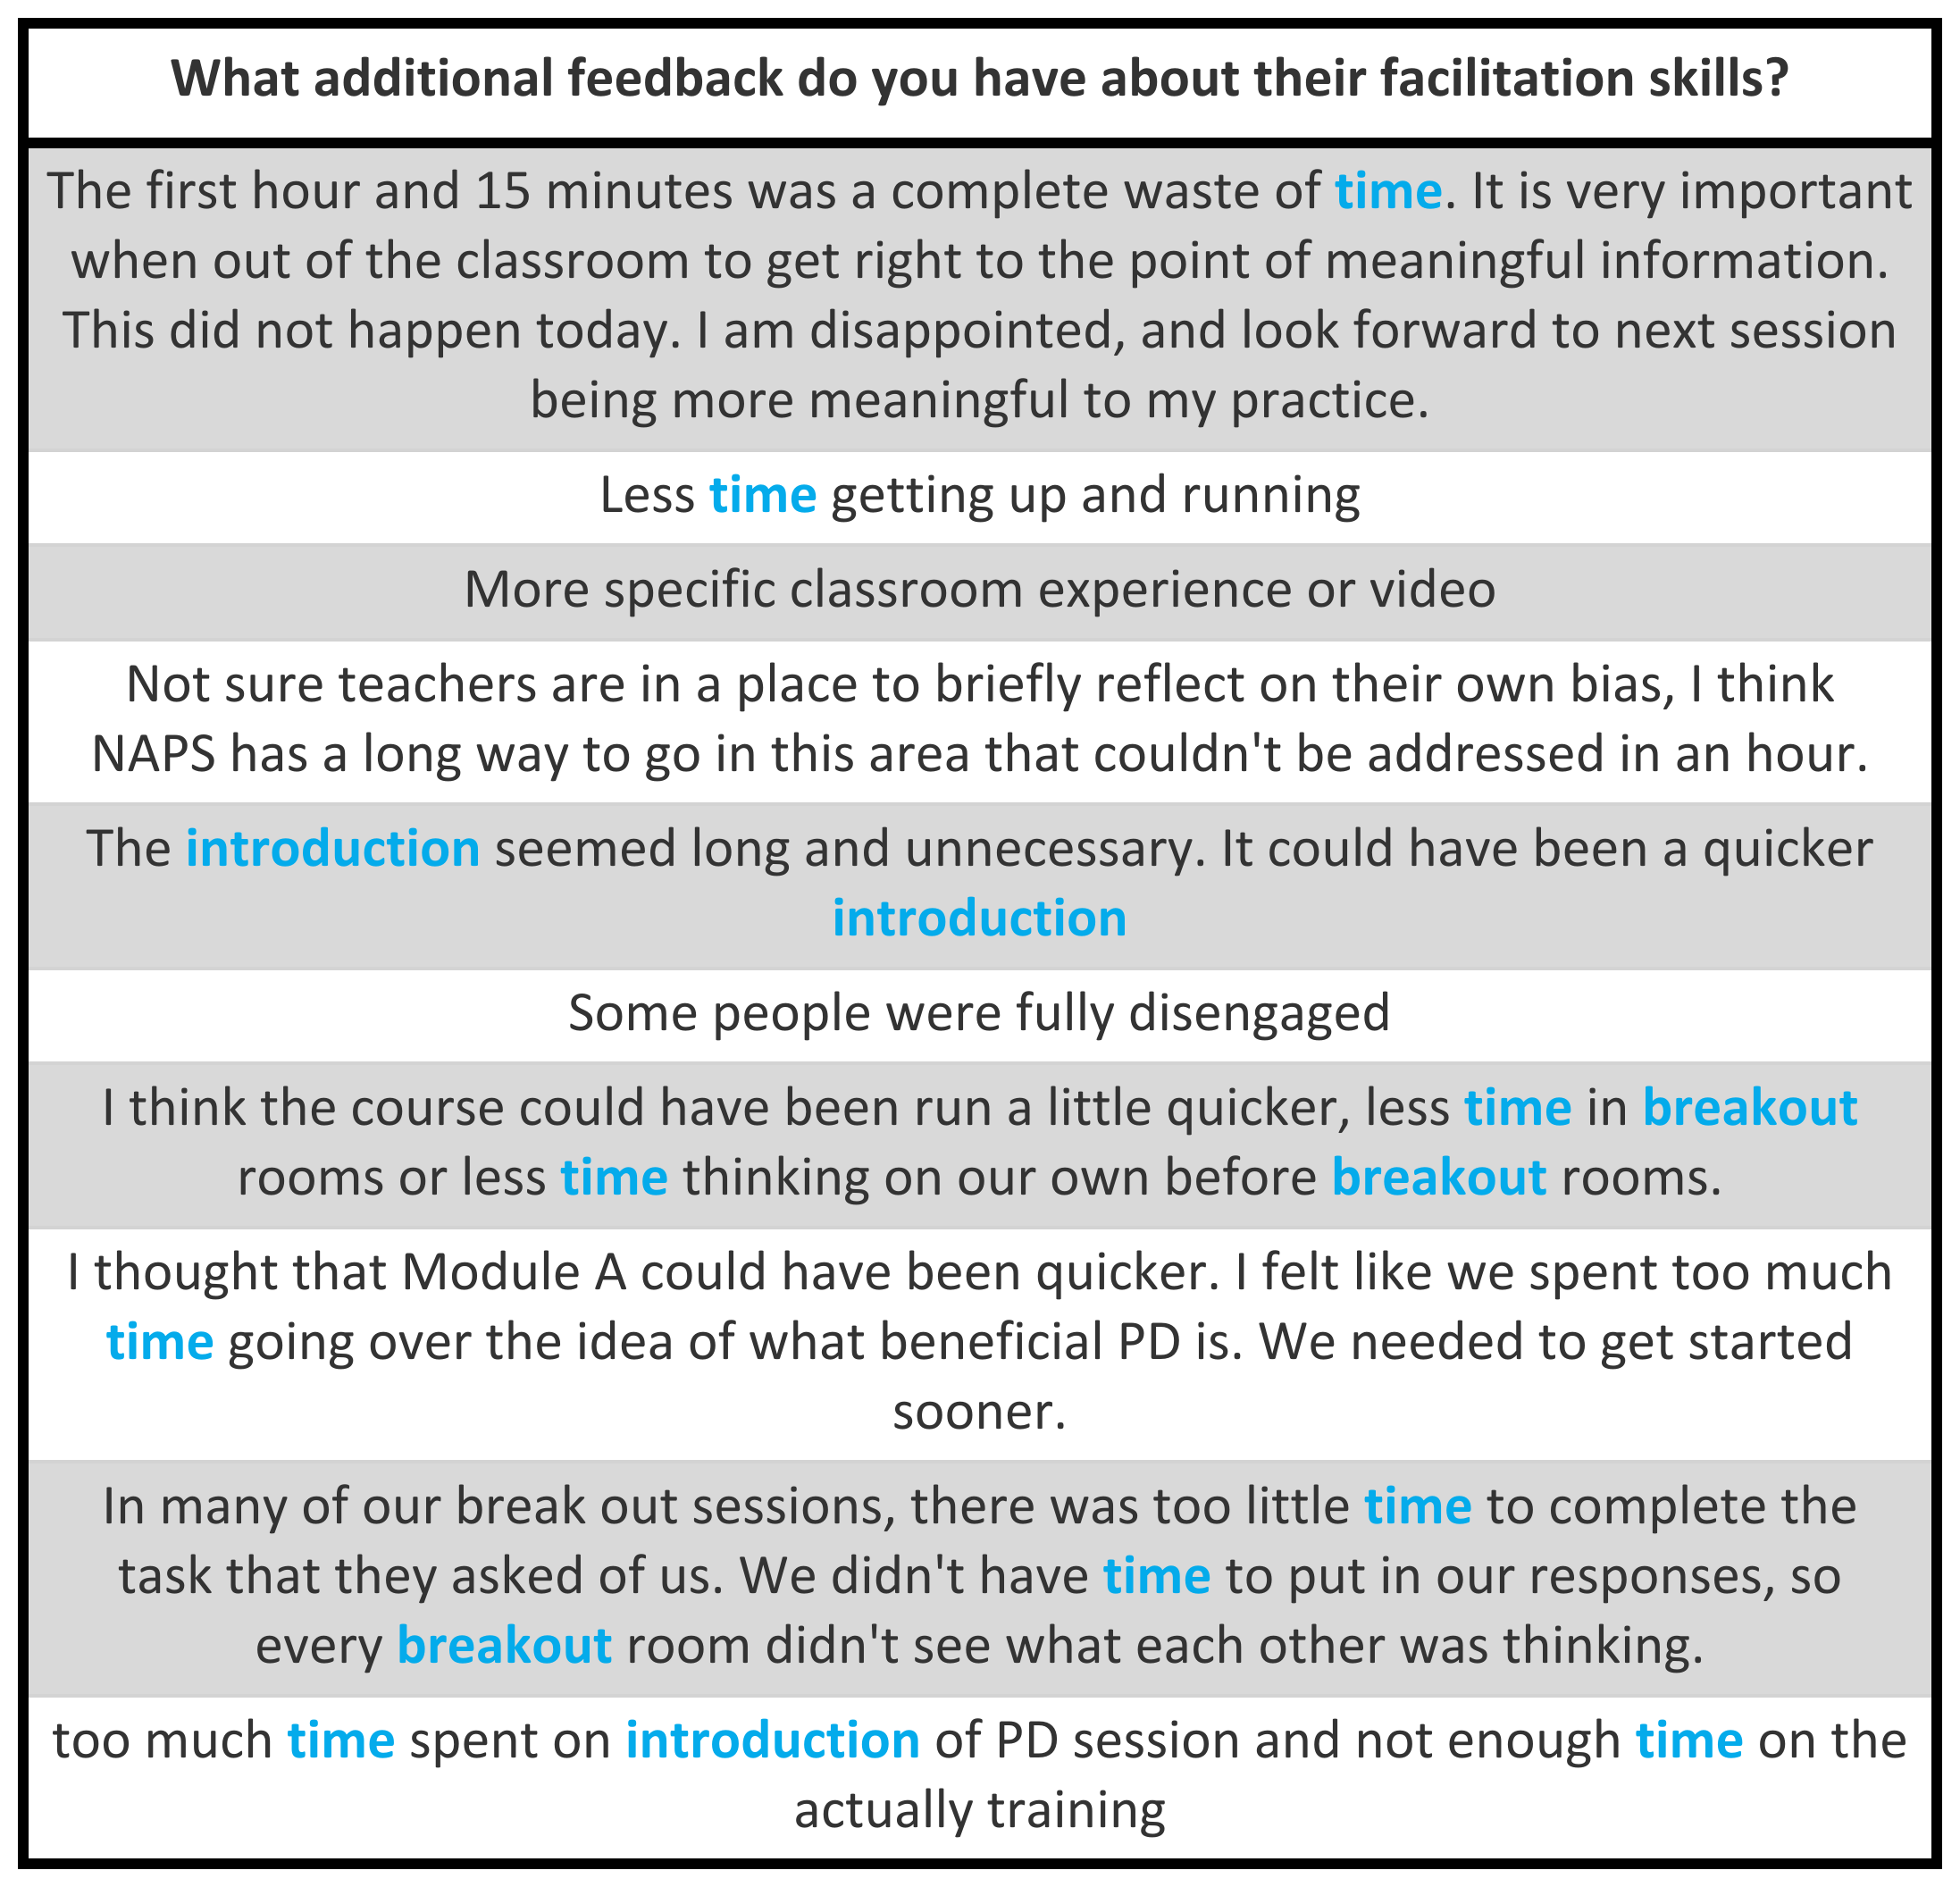 What additional feedback do you have about their facilitation skills?
The first hour and 15 minutes was a complete waste of time. It is very important
when out of the classroom to get right to the point of meaningful information.
This did not happen today. I am disappointed, and look forward to next session
being more meaningful to my practice.
Less time getting up and running
More specific classroom experience or video
Not sure teachers are in a place to briefly reflect on their own bias, I think
NAPS has a long way to go in this area that couldn't be addressed in an hour.
The introduction seemed long and unnecessary. It could have been a quicker
introduction
Some people were fully disengaged
I think the course could have been run a little quicker, less time in breakout
rooms or less time thinking on our own before breakout rooms.
I thought that Module A could have been quicker. I felt like we spent too much
time going over the idea of what beneficial PD is. We needed to get started
sooner.
In many of our break out sessions, there was too little time to complete the
task that they asked of us. We didn't have time to put in our responses, so
every breakout room didn't see what each other was thinking.
too much time spent on introduction of PD session and not enough time on the
actually training